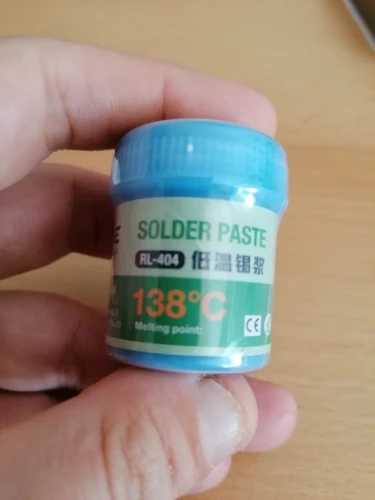 E
SOLDER PASTE
RL-404 低温锡浆
138°C
Melting point:
CE